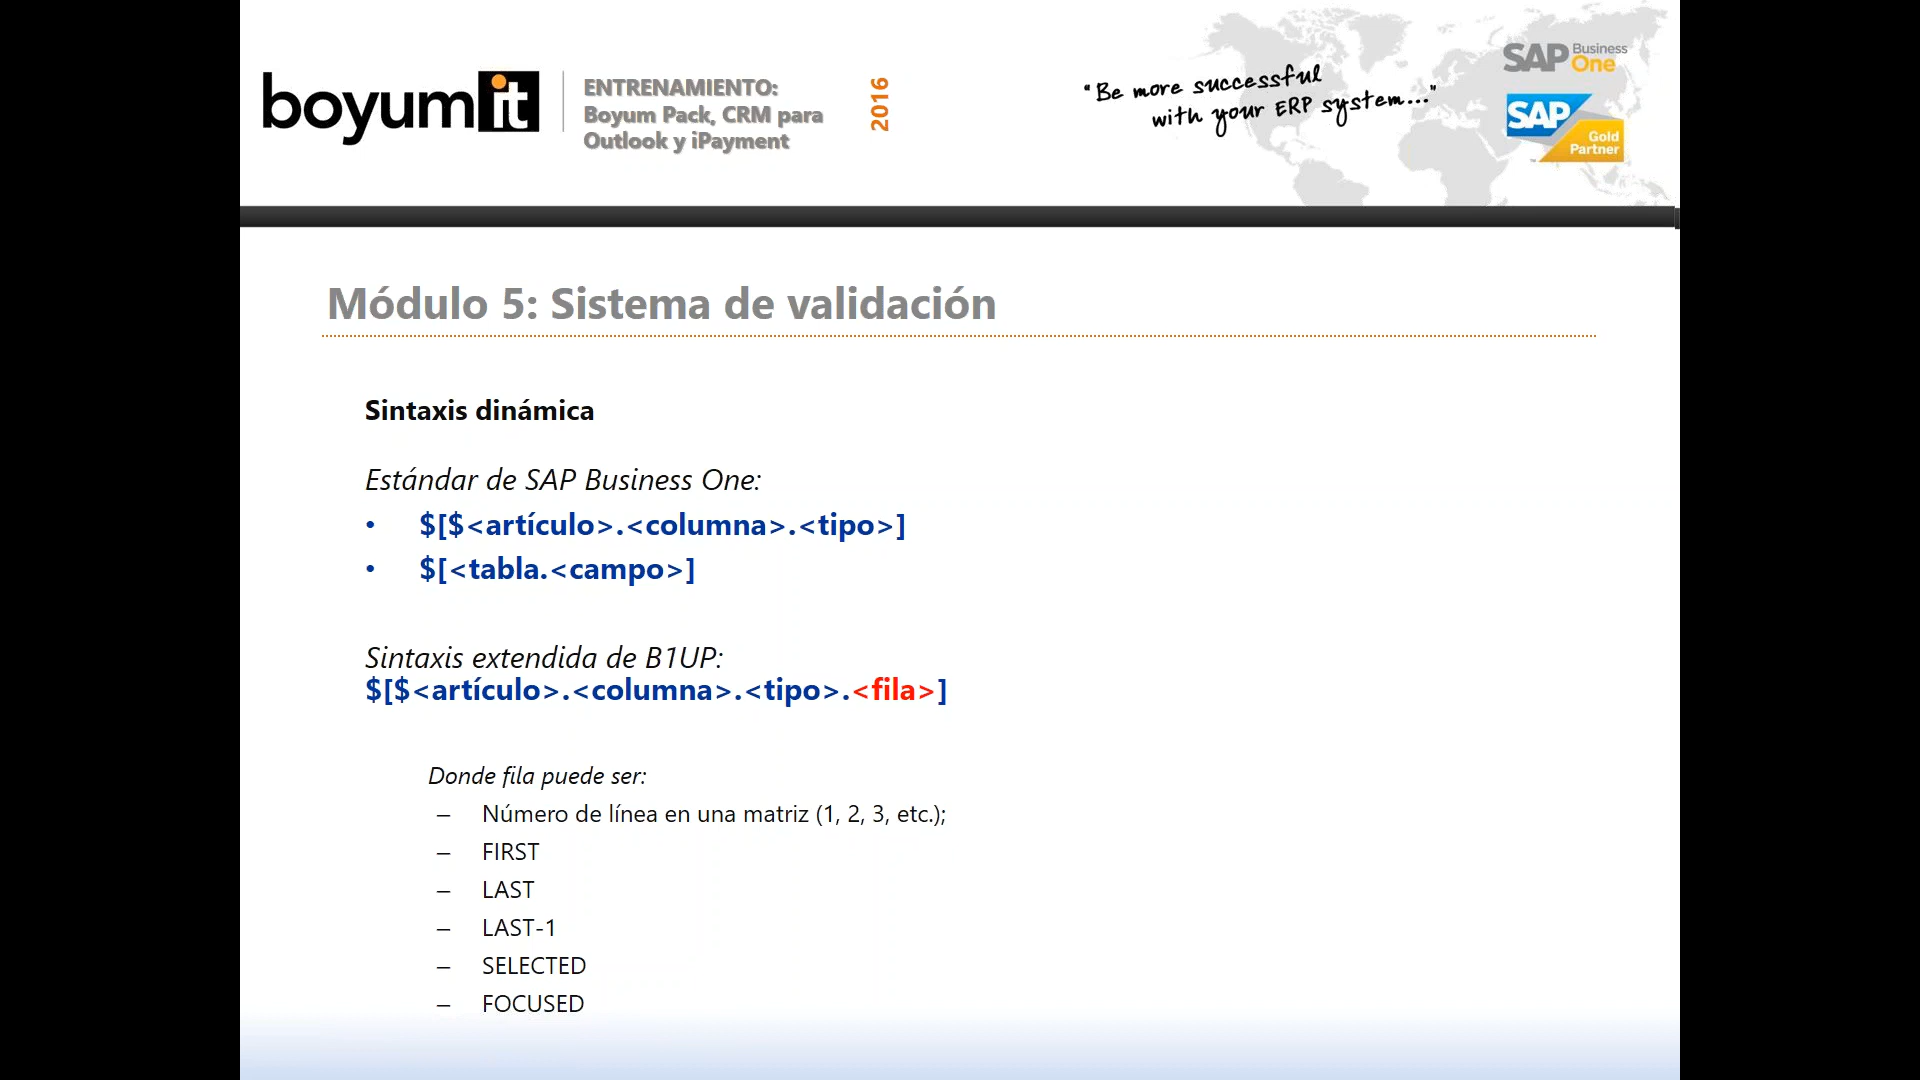 boyumit
ENTRENAMIENTO:
Boyum Pack, CRM para
Outlook y iPayment
2016
"Be more successful
with your ERP system..."
SAP Business One
SAP
Gold
Partner
Módulo 5: Sistema de validación
Sintaxis dinámica
Estándar de SAP Business One:
• $[$<artículo>.<columna>.<tipo>]
• $[<tabla.<campo>]
Sintaxis extendida de B1UP:
$[$<artículo>.<columna>.<tipo>.<fila>]
Donde fila puede ser:
– Número de línea en una matriz (1, 2, 3, etc.);
– FIRST
– LAST
– LAST-1
– SELECTED
– FOCUSED